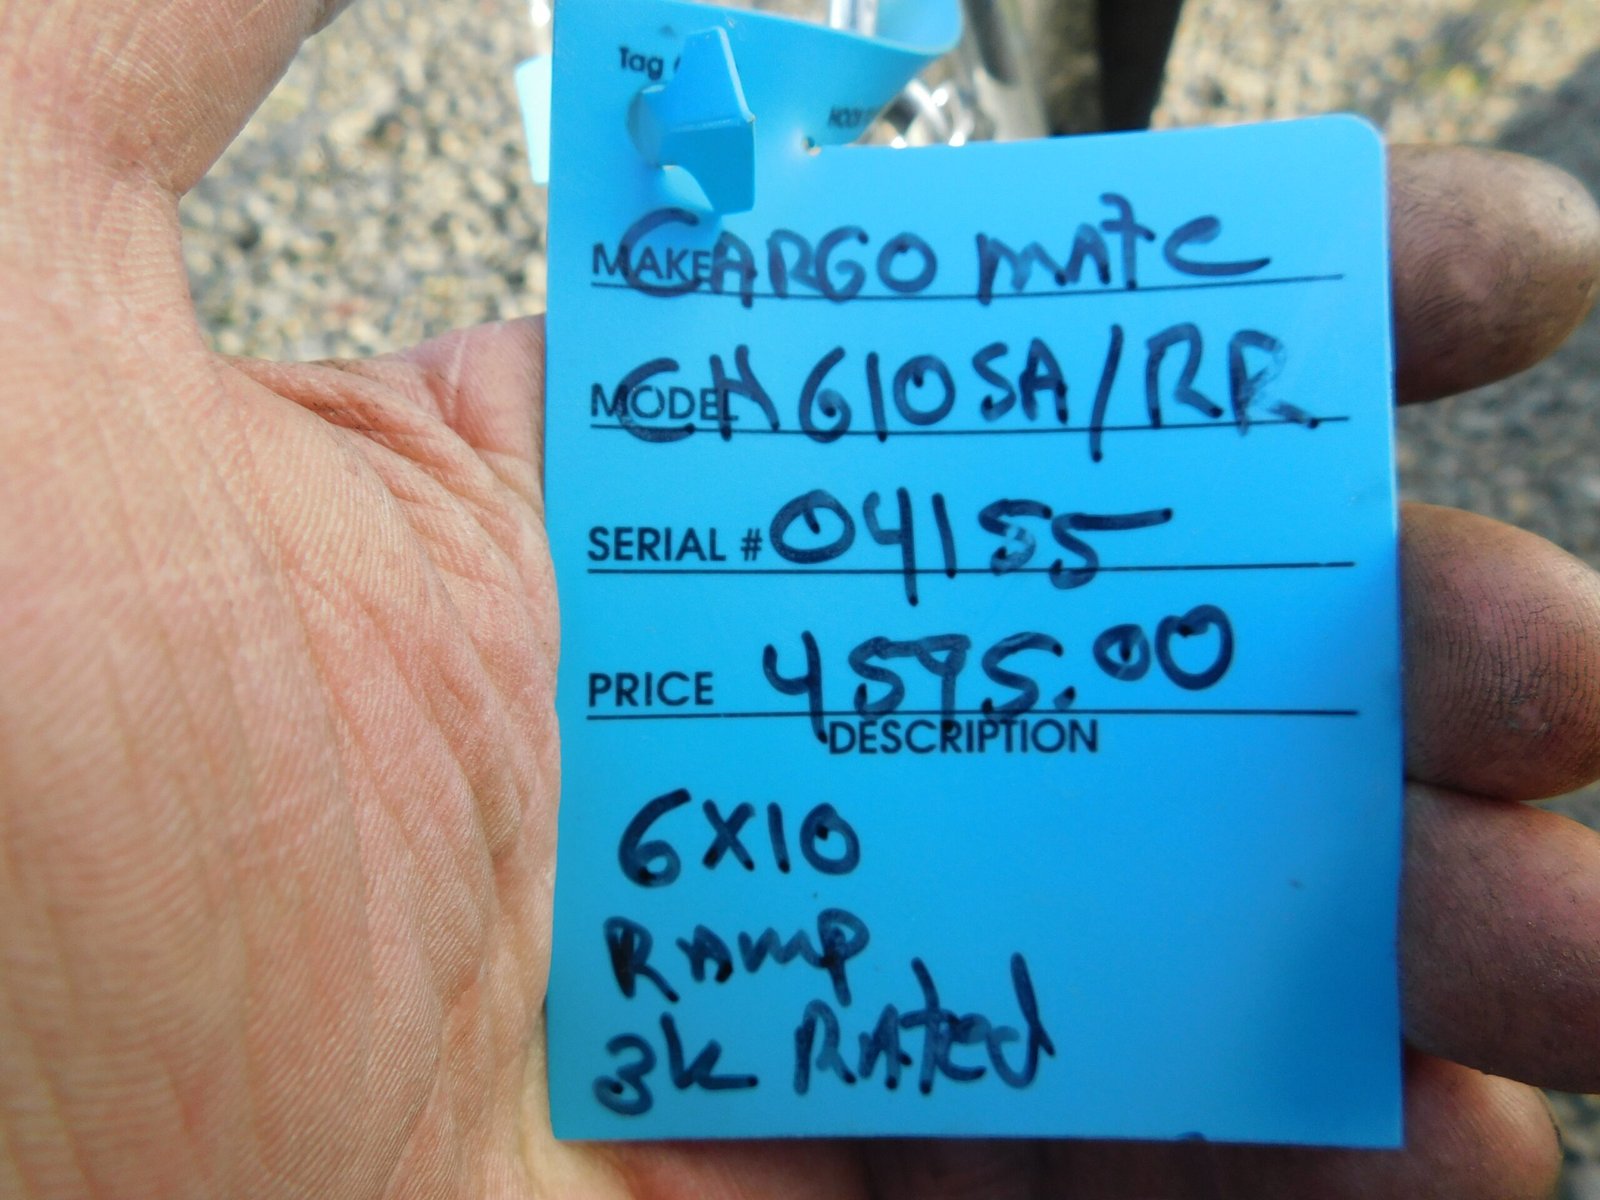 Tag
MAKE CARGO mATe
MODEL CH610SA/RR
SERIAL # 04155
PRICE 4595.00
DESCRIPTION
6X10
RAmp
3k RAted